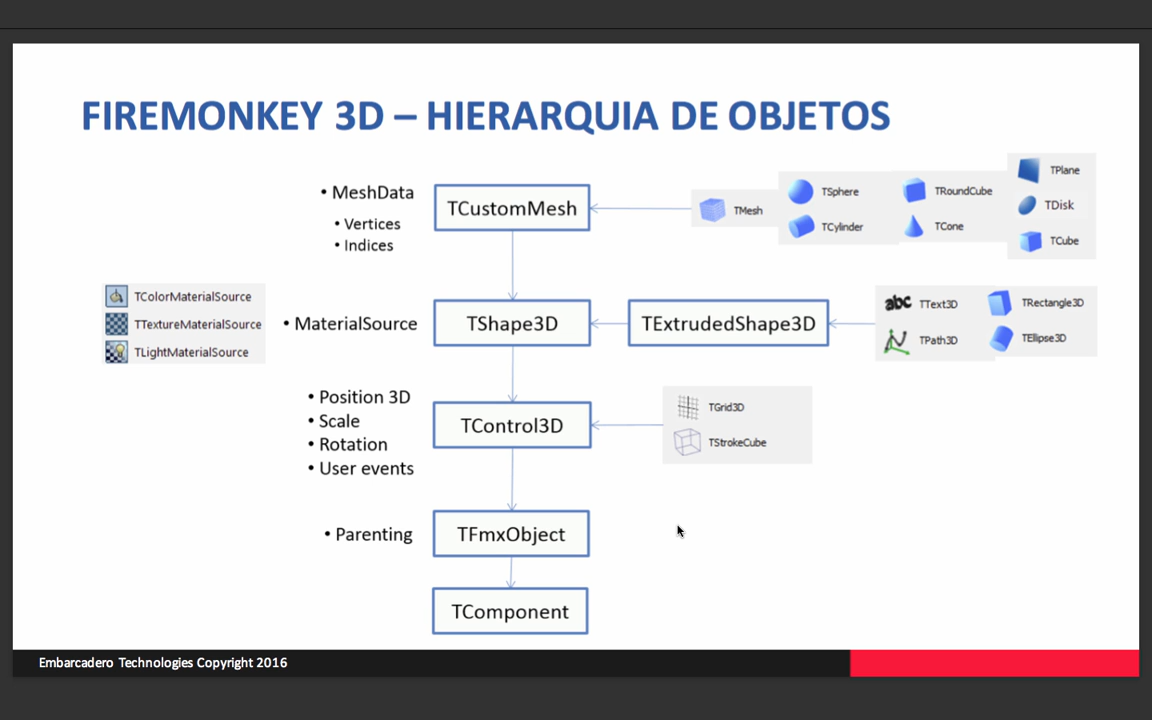 FIREMONKEY 3D – HIERARQUIA DE OBJETOS
• MeshData
• Vertices
• Indices
TCustomMesh
TMesh
TSphere
TCylinder
TRoundCube
TCone
TPlane
TDisk
TCube
TColorMaterialSource
TTextureMaterialSource
TLightMaterialSource
• MaterialSource
TShape3D
TExtrudedShape3D
abc
TText3D
TPath3D
TRectangle3D
TEllipse3D
• Position 3D
• Scale
• Rotation
• User events
TControl3D
TGrid3D
TStrokeCube
• Parenting
TFmxObject
TComponent
Embarcadero Technologies Copyright 2016